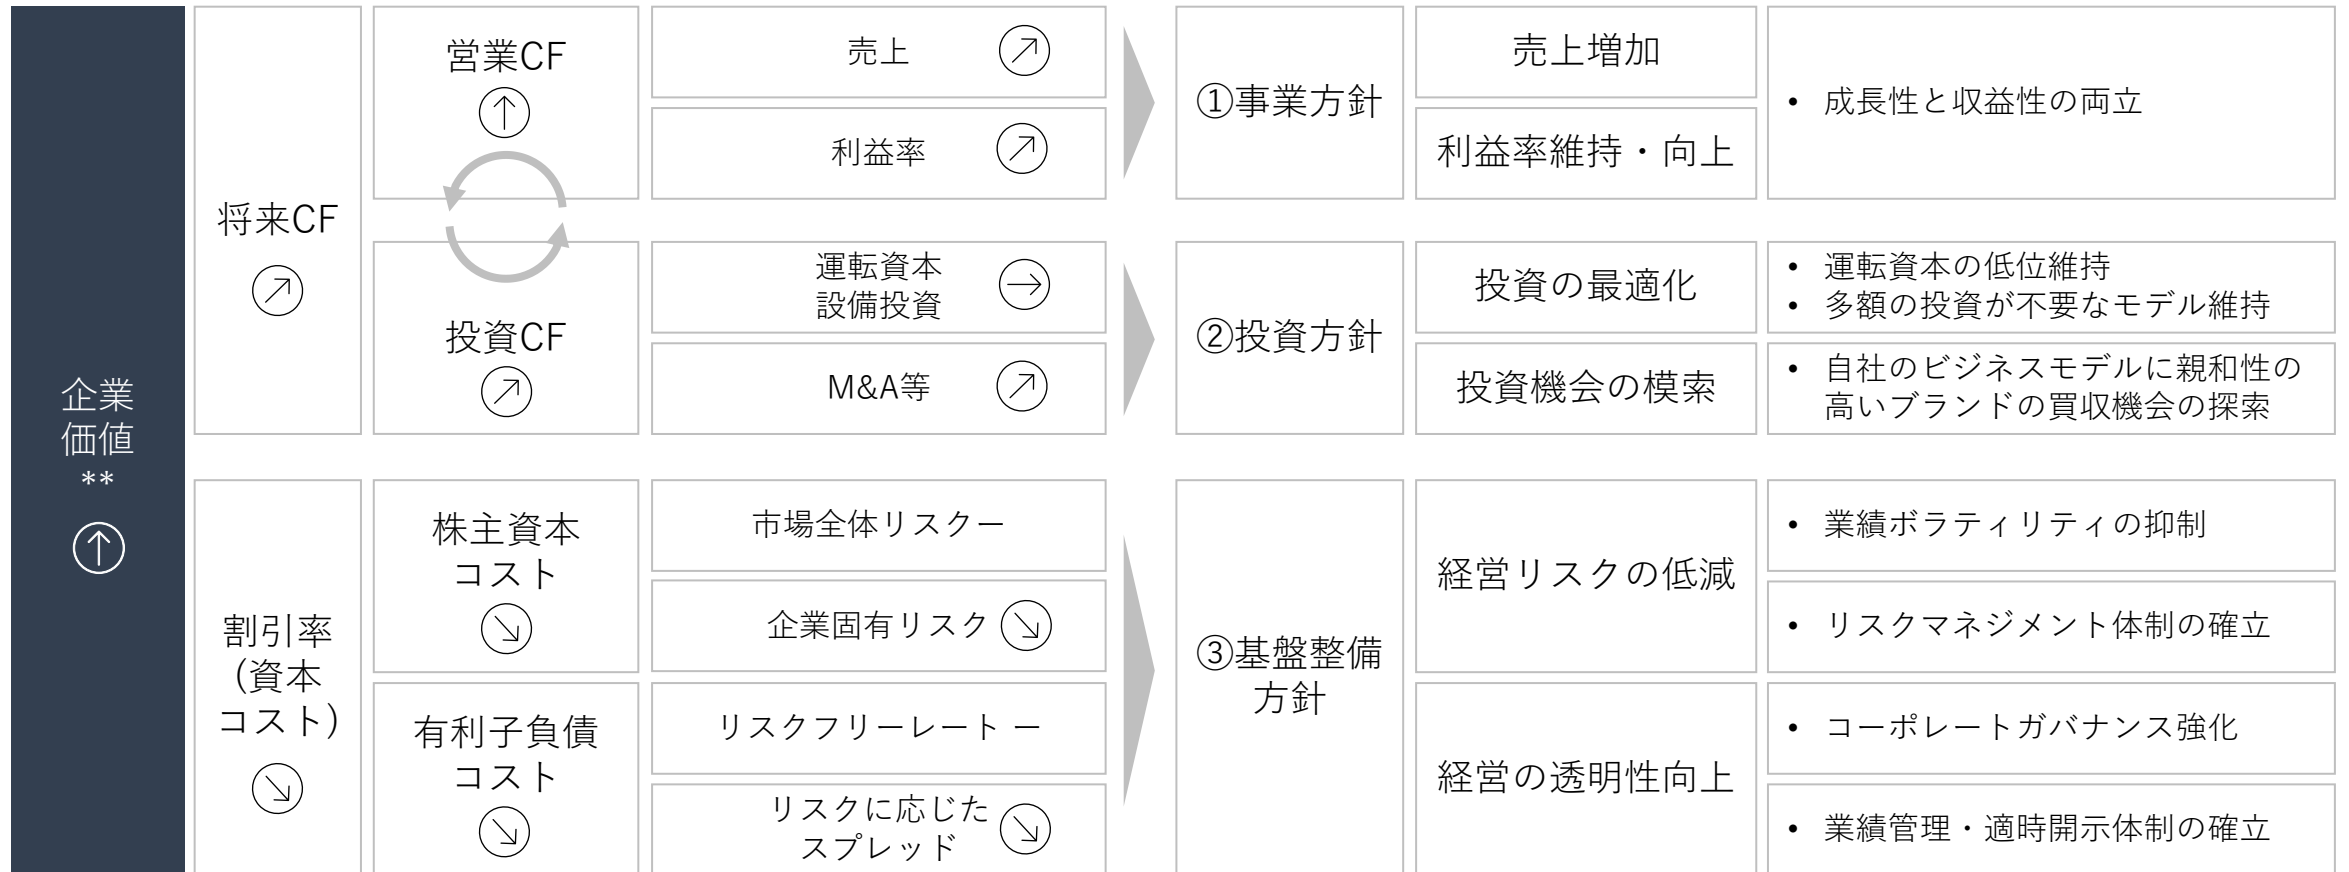 企業
価値
**
将来CF
営業CF
売上
利益率
投資CF
運転資本
設備投資
M&A等
①事業方針
売上増加
利益率維持・向上
• 成長性と収益性の両立
②投資方針
投資の最適化
• 運転資本の低位維持
• 多額の投資が不要なモデル維持
投資機会の模索
• 自社のビジネスモデルに親和性の
高いブランドの買収機会の探索
割引率
(資本
コスト)
株主資本
コスト
市場全体リスクー
企業固有リスク
有利子負債
コスト
リスクフリーレート ー
リスクに応じた
スプレッド
③基盤整備
方針
経営リスクの低減
• 業績ボラティリティの抑制
• リスクマネジメント体制の確立
経営の透明性向上
• コーポレートガバナンス強化
• 業績管理・適時開示体制の確立